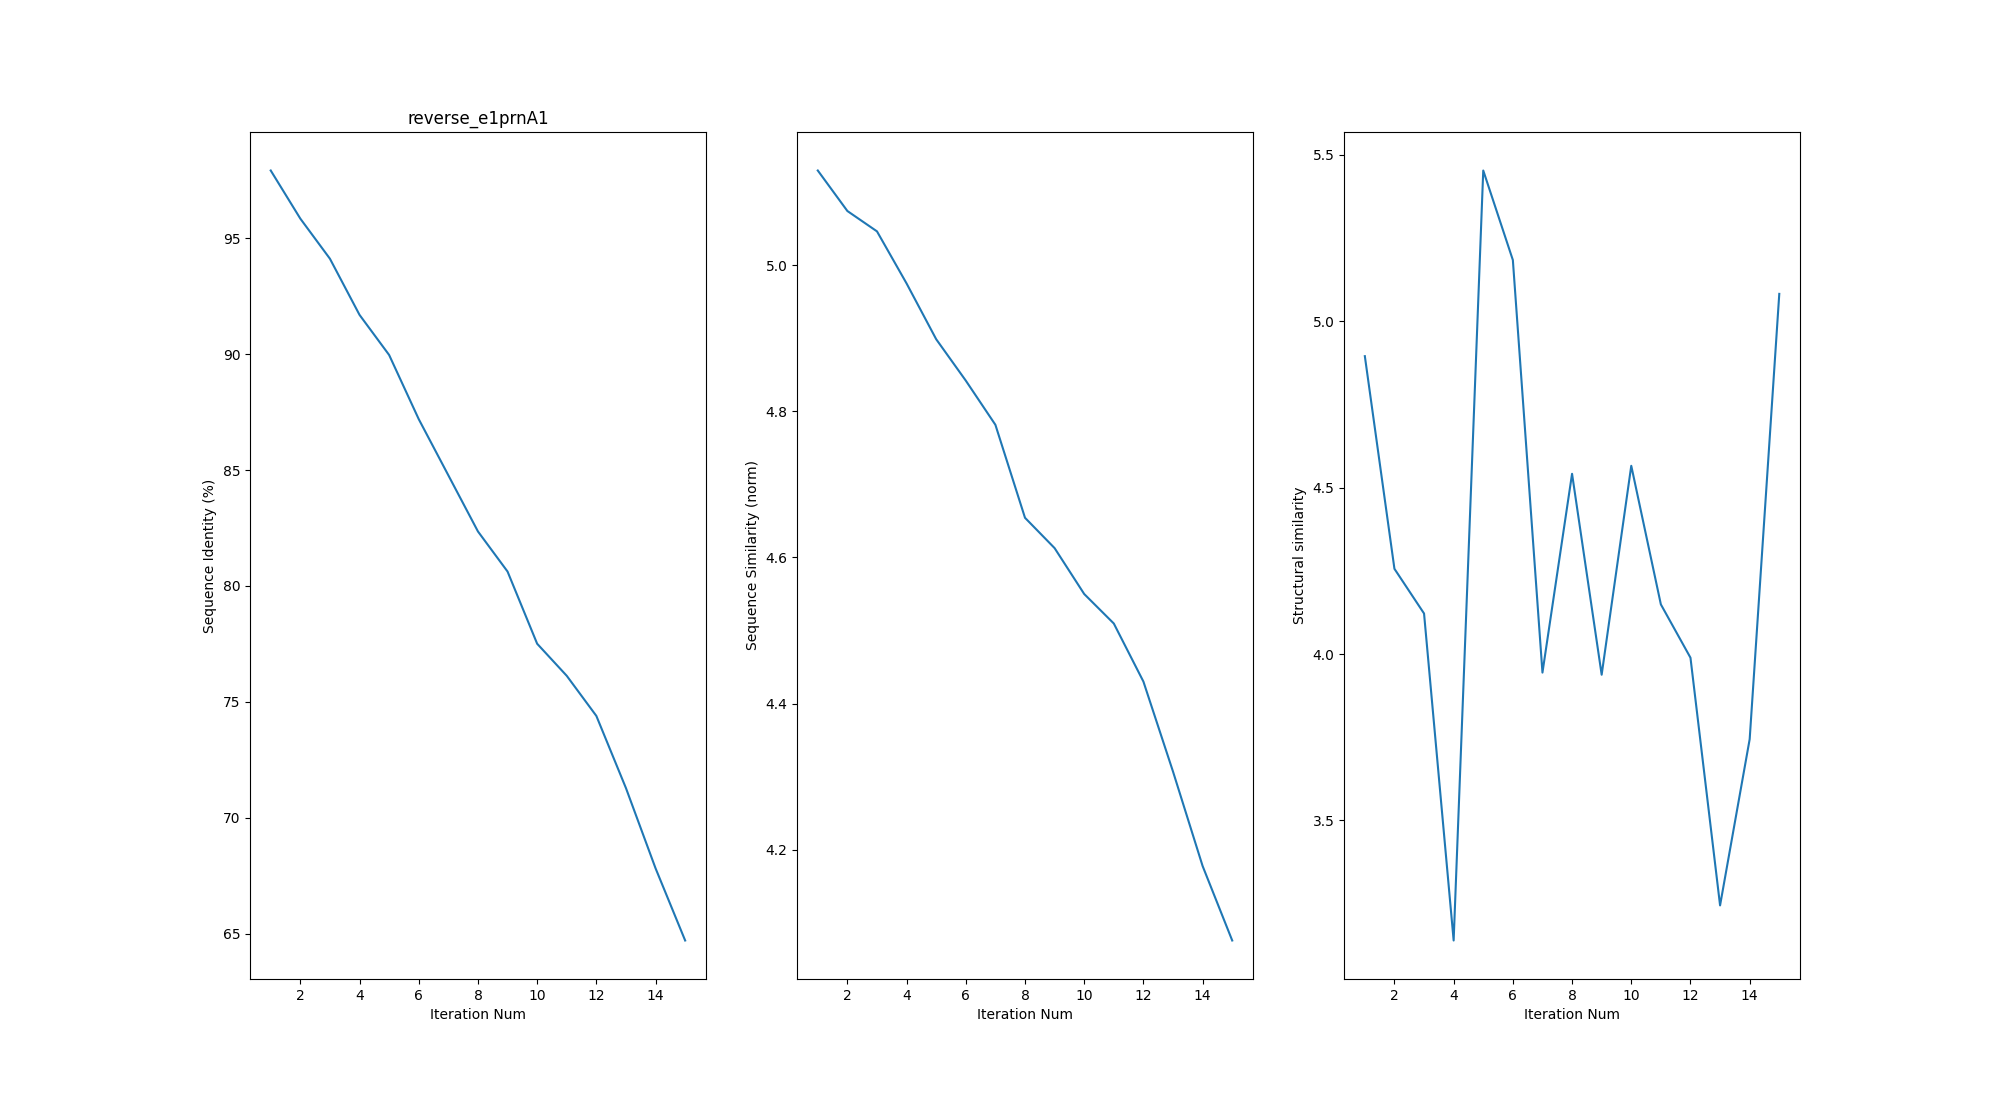 reverse_e1prnA1
Sequence Identity (%)
95
90
85
80
75
70
65
2 4 6 8 10 12 14
Iteration Num
Sequence Similarity (norm)
5.0
4.8
4.6
4.4
4.2
2 4 6 8 10 12 14
Iteration Num
Structural similarity
5.5
5.0
4.5
4.0
3.5
2 4 6 8 10 12 14
Iteration Num